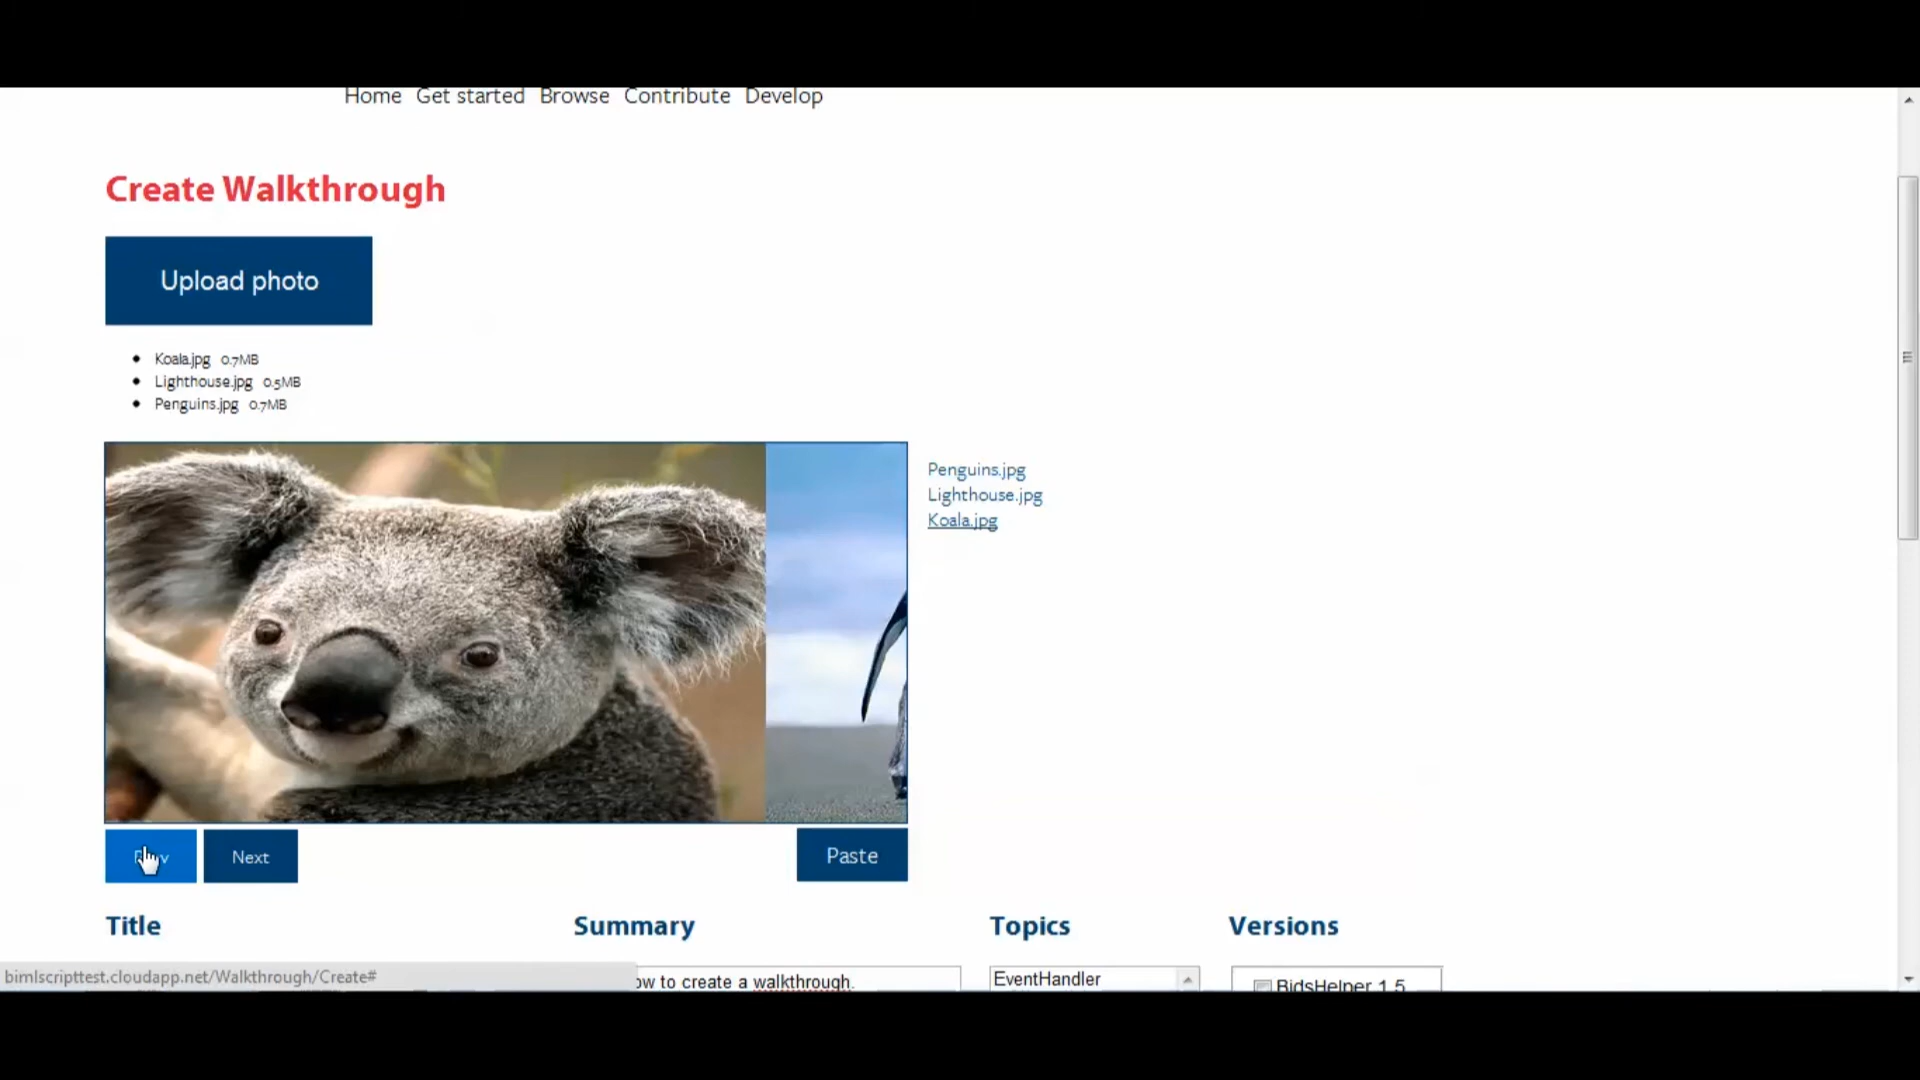 Home Get started Browse Contribute Develop
Create Walkthrough
Upload photo
Koala.jpg 0.7MB
Lighthouse.jpg 0.5MB
Penguins.jpg 0.7MB
Penguins.jpg
Lighthouse.jpg
Koala.jpg
Next
Paste
Title Summary Topics Versions
bimlscripttest.cloudapp.net/Walkthrough/Create#
ow to create a walkthrough.
EventHandler
BidsHelper 1.5